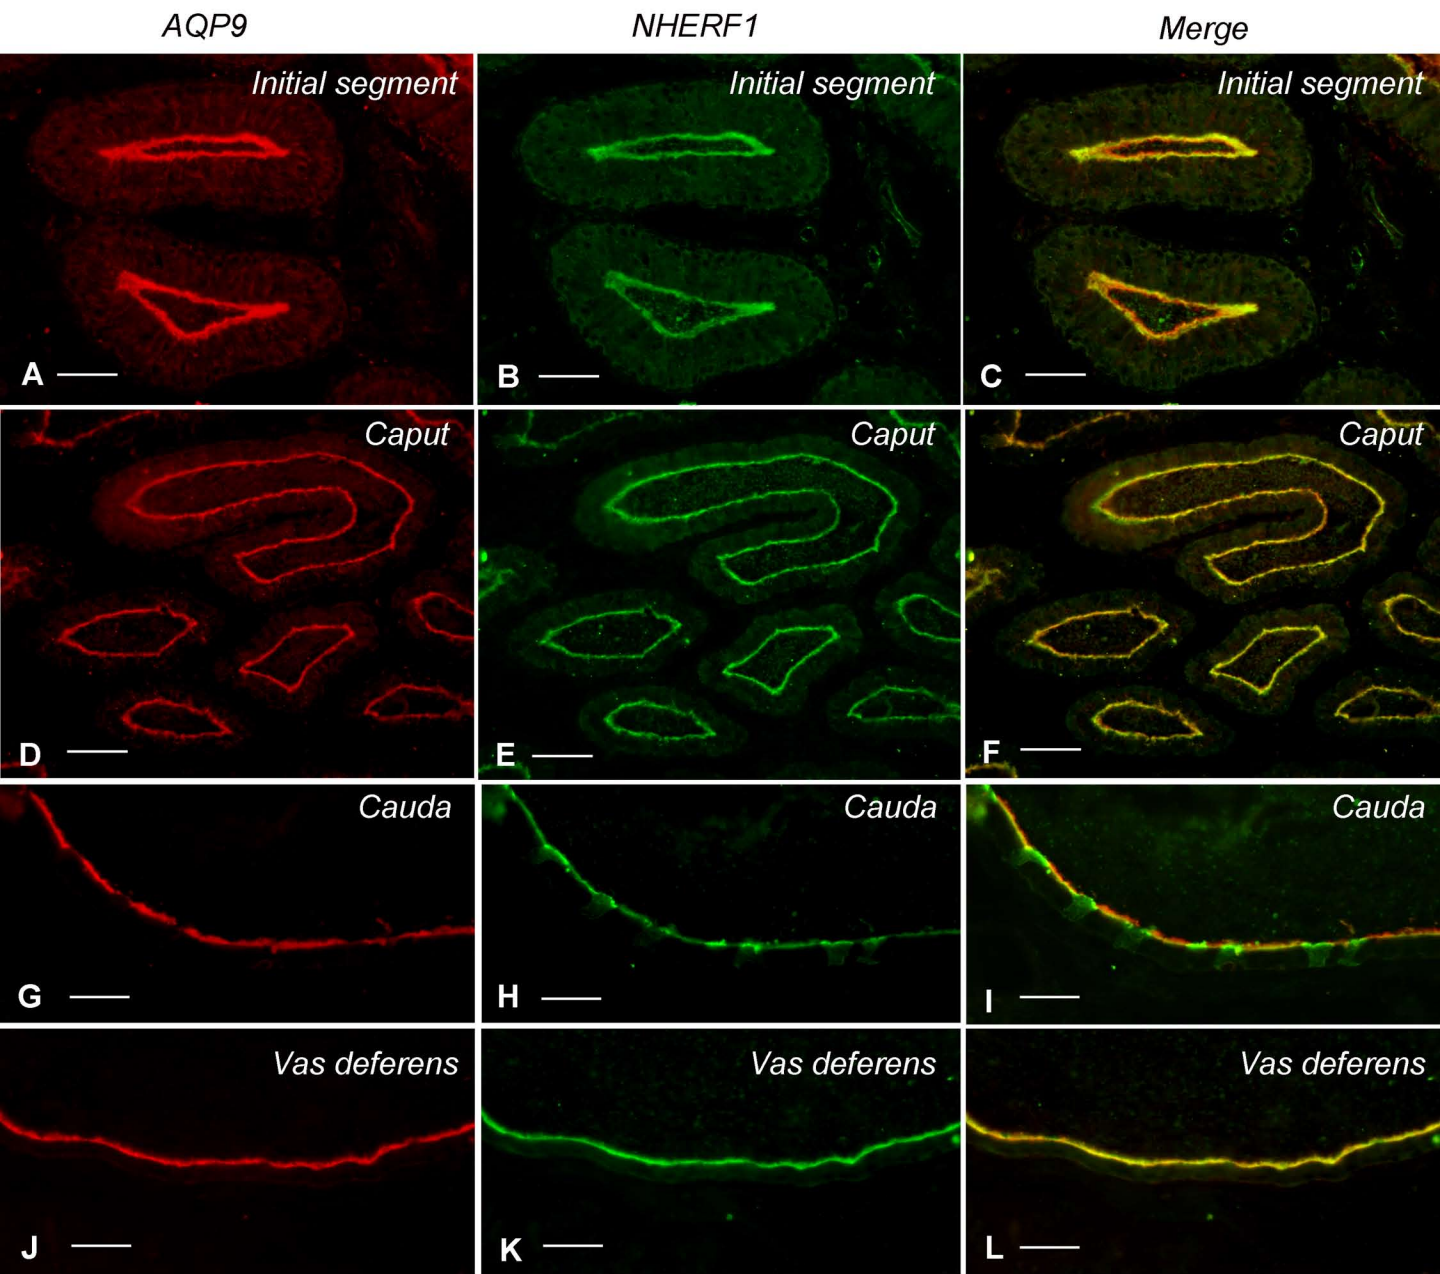 AQP9 NHERF1 Merge
Initial segment Initial segment Initial segment
A B C
Caput Caput Caput
D E F
Cauda Cauda Cauda
G H I
Vas deferens Vas deferens Vas deferens
J K L